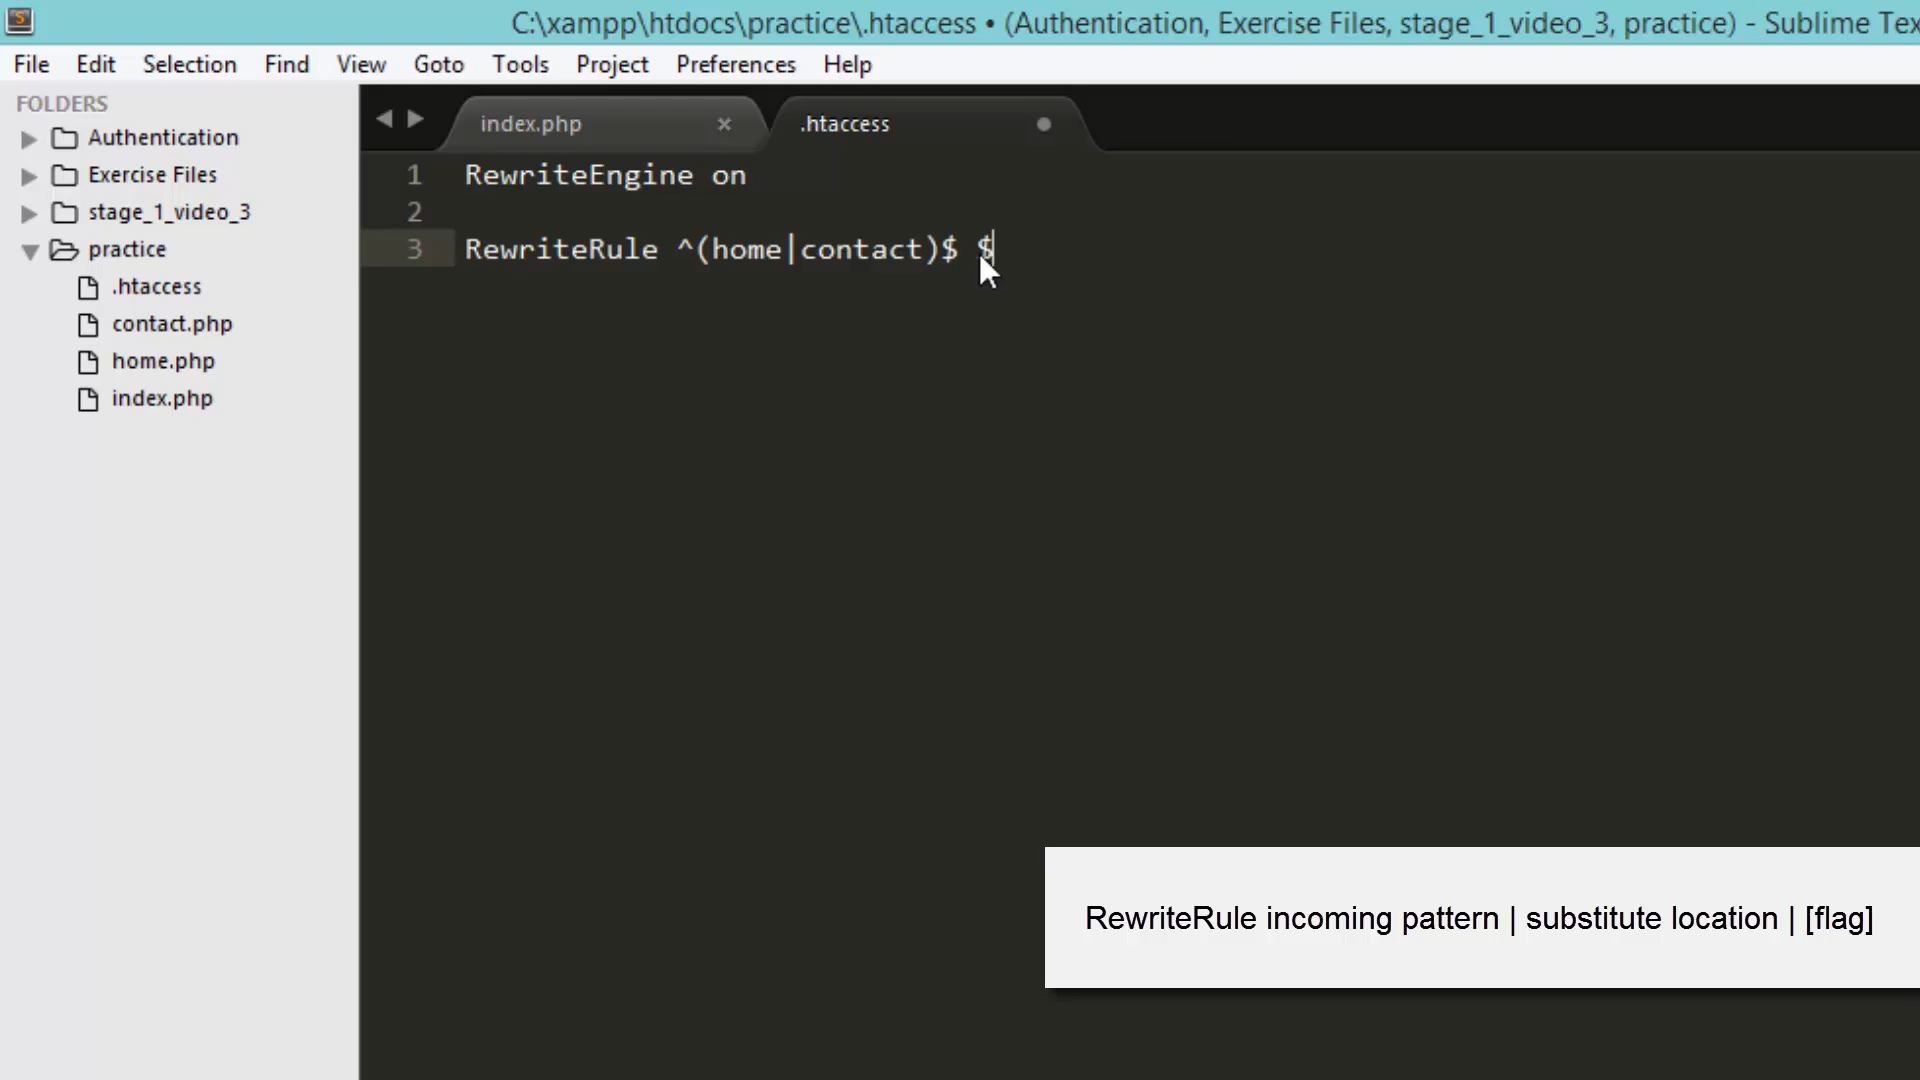 C:\xampp\htdocs\practice\.htaccess • (Authentication, Exercise Files, stage_1_video_3, practice) - Sublime Tex
File Edit Selection Find View Goto Tools Project Preferences Help
FOLDERS
Authentication
Exercise Files
stage_1_video_3
practice
.htaccess
contact.php
home.php
index.php
index.php × .htaccess
1 RewriteEngine on
2
3 RewriteRule ^(home|contact)$ $
RewriteRule incoming pattern | substitute location | [flag]